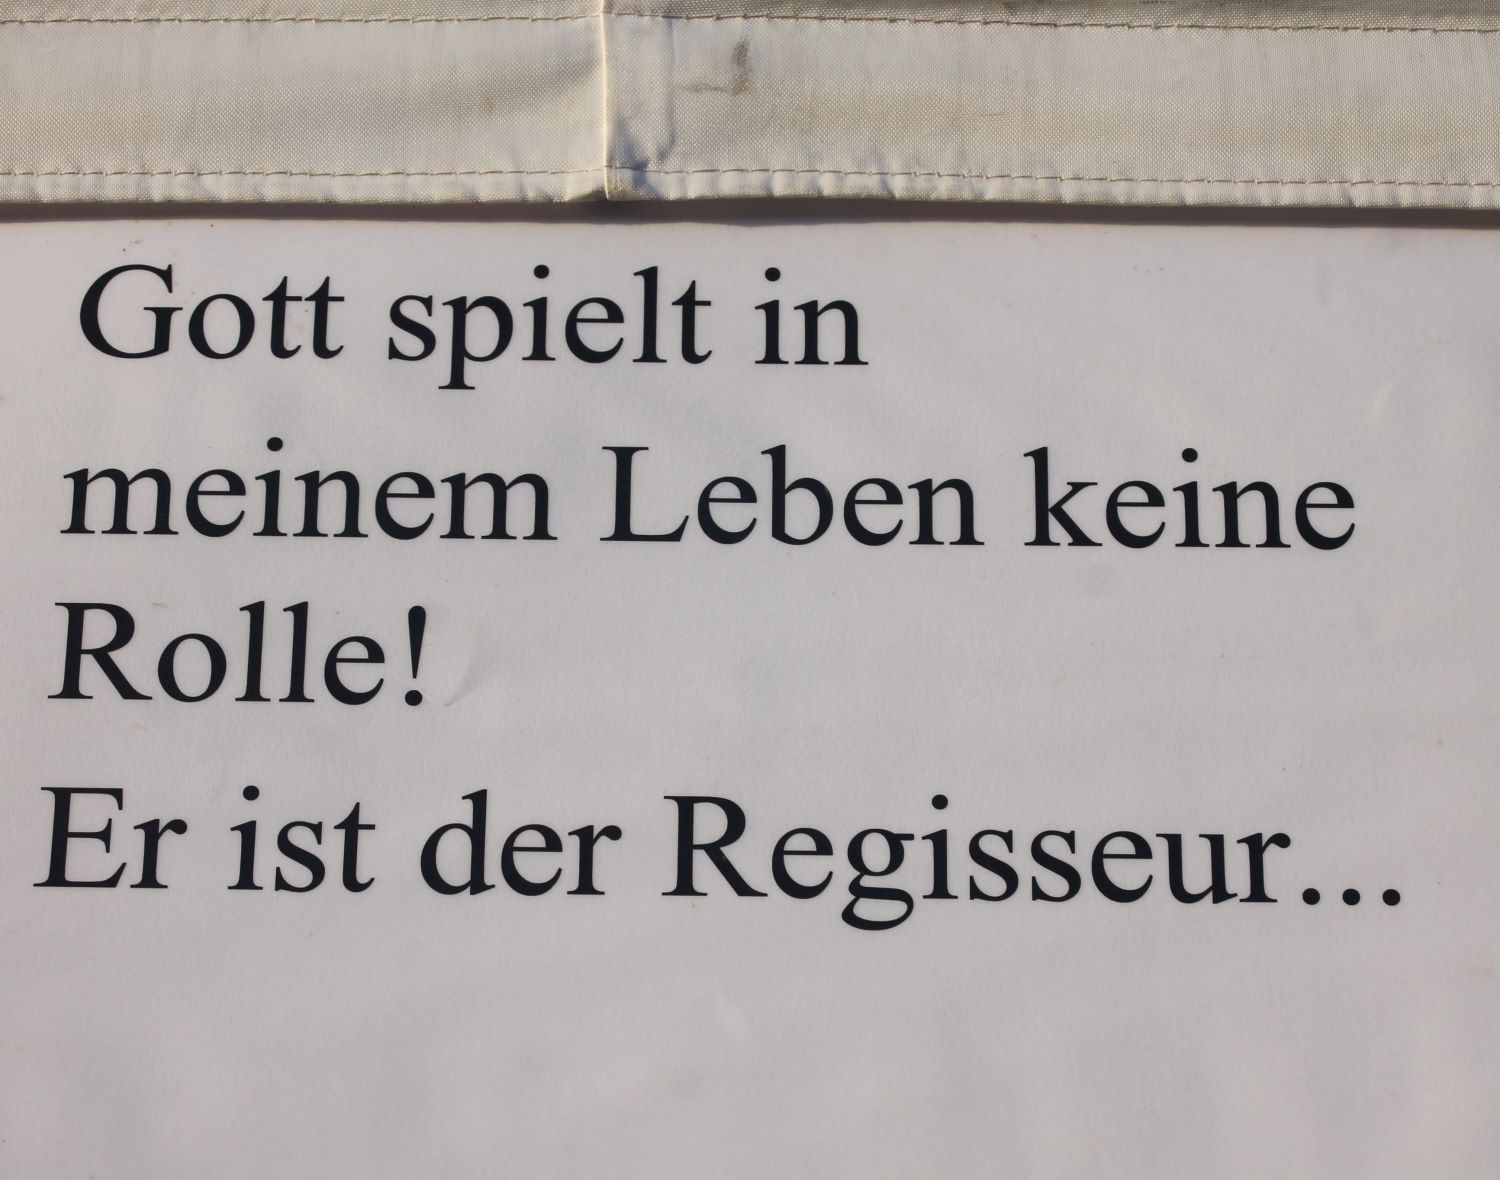 Gott spielt in
meinem Leben keine
Rolle!
Er ist der Regisseur...